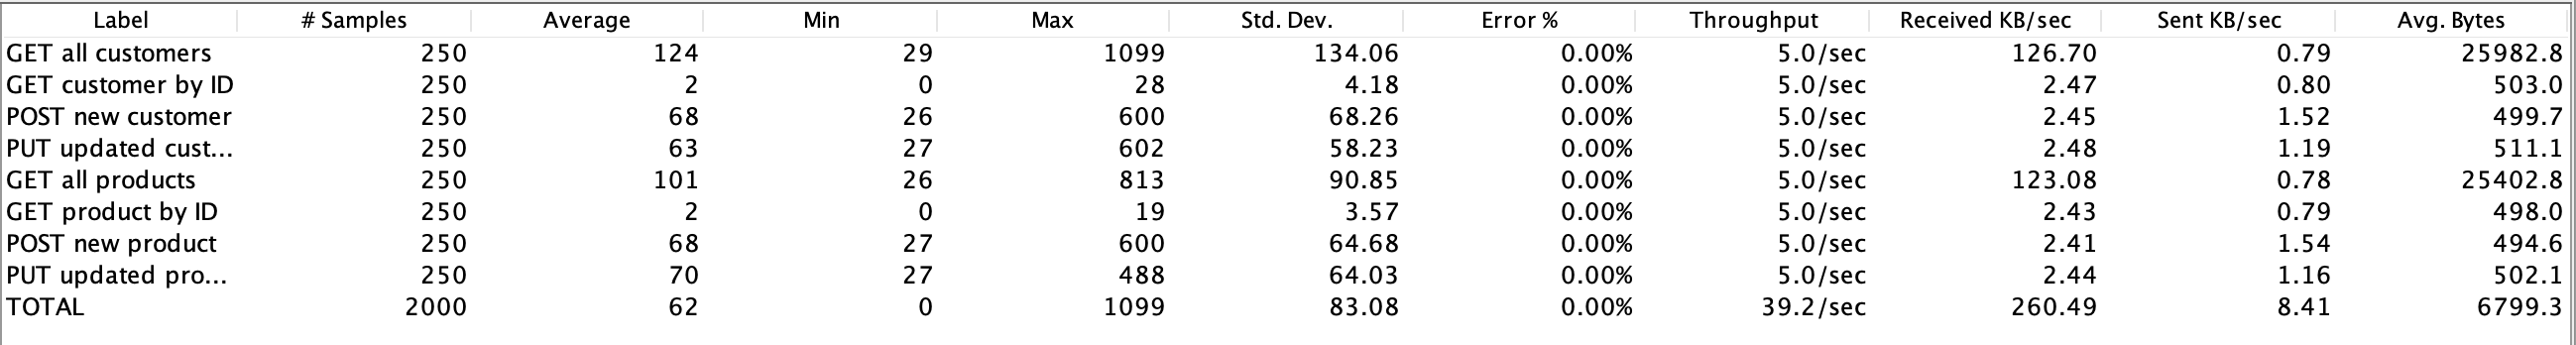 Label # Samples Average Min Max Std. Dev. Error % Throughput Received KB/sec Sent KB/sec Avg. Bytes
GET all customers 250 124 29 1099 134.06 0.00% 5.0/sec 126.70 0.79 25982.8
GET customer by ID 250 2 0 28 4.18 0.00% 5.0/sec 2.47 0.80 503.0
POST new customer 250 68 26 600 68.26 0.00% 5.0/sec 2.45 1.52 499.7
PUT updated cust... 250 63 27 602 58.23 0.00% 5.0/sec 2.48 1.19 511.1
GET all products 250 101 26 813 90.85 0.00% 5.0/sec 123.08 0.78 25402.8
GET product by ID 250 2 0 19 3.57 0.00% 5.0/sec 2.43 0.79 498.0
POST new product 250 68 27 600 64.68 0.00% 5.0/sec 2.41 1.54 494.6
PUT updated pro... 250 70 27 488 64.03 0.00% 5.0/sec 2.44 1.16 502.1
TOTAL 2000 62 0 1099 83.08 0.00% 39.2/sec 260.49 8.41 6799.3